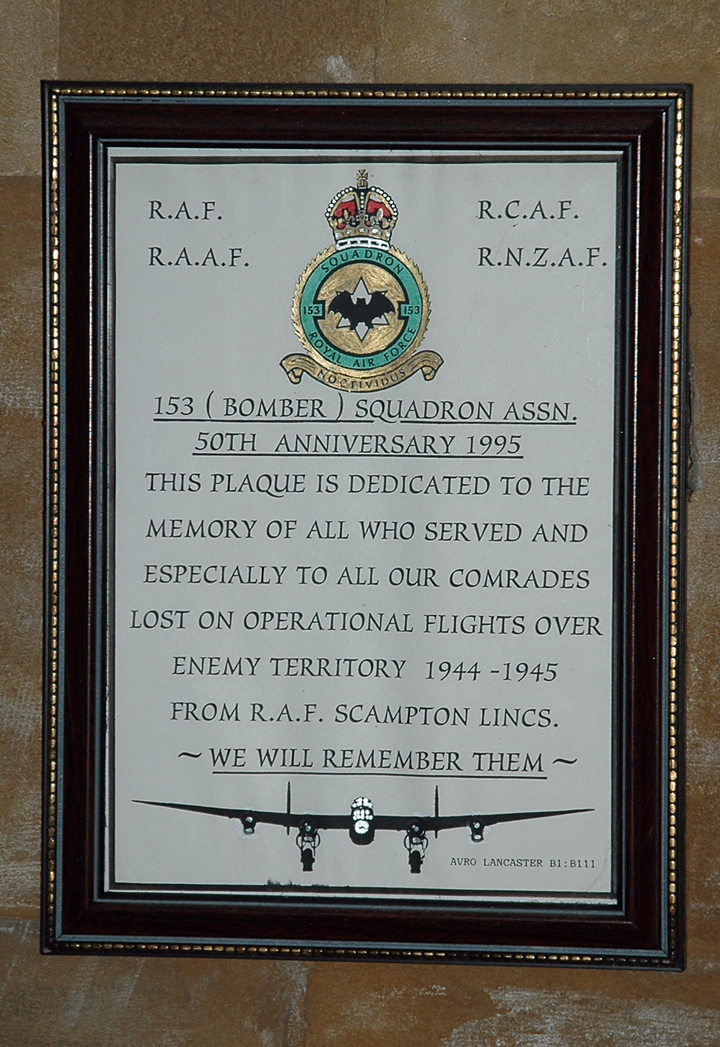 R.A.F. R.C.A.F.
R.A.A.F. R.N.Z.A.F.
SQUADRON
153 153
ROYAL AIR FORCE
NOCTIVIDUS
153 ( BOMBER ) SQUADRON ASSN.
50TH ANNIVERSARY 1995
THIS PLAQUE IS DEDICATED TO THE
MEMORY OF ALL WHO SERVED AND
ESPECIALLY TO ALL OUR COMRADES
LOST ON OPERATIONAL FLIGHTS OVER
ENEMY TERRITORY 1944 -1945
FROM R.A.F. SCAMPTON LINCS.
~ WE WILL REMEMBER THEM ~
AVRO LANCASTER B1:B111